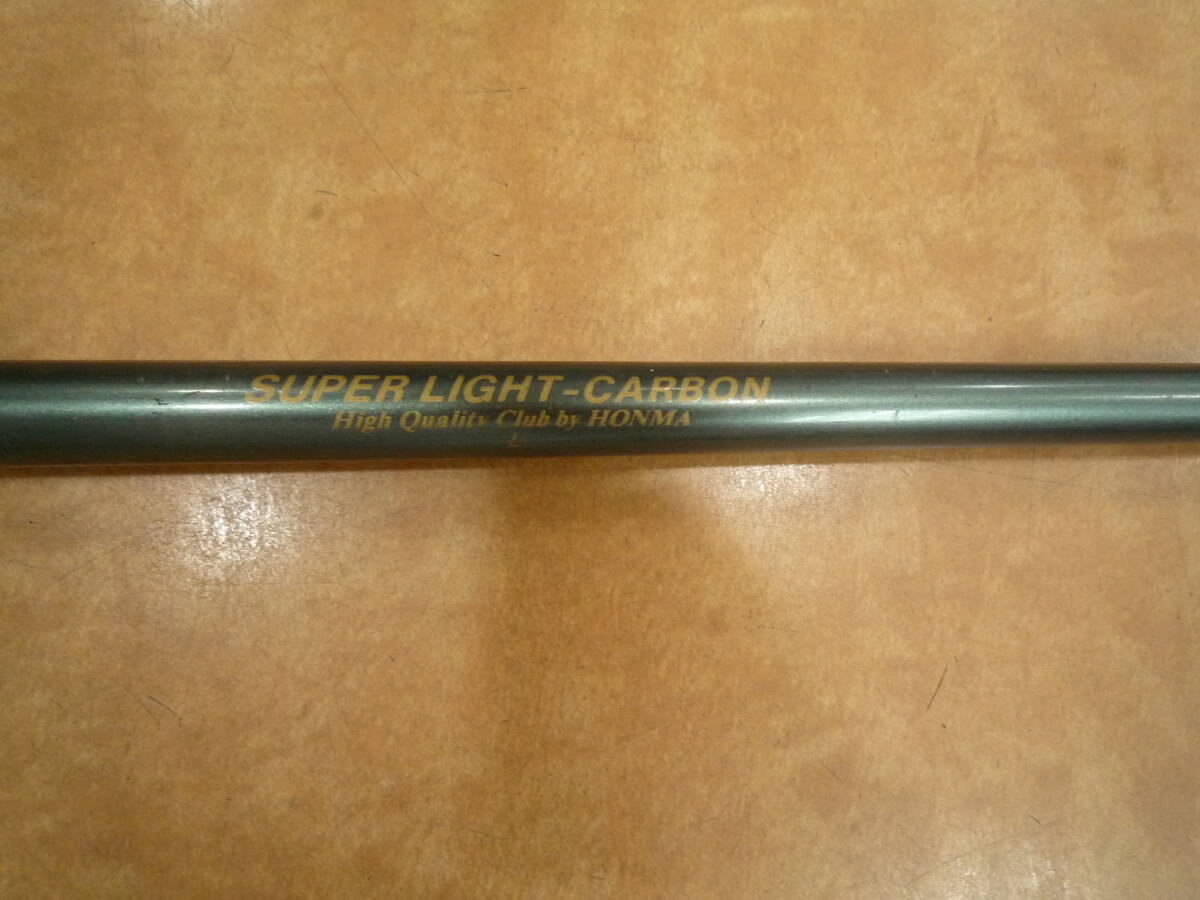 SUPER LIGHT-CARBON
High Quality Club by HONMA
L